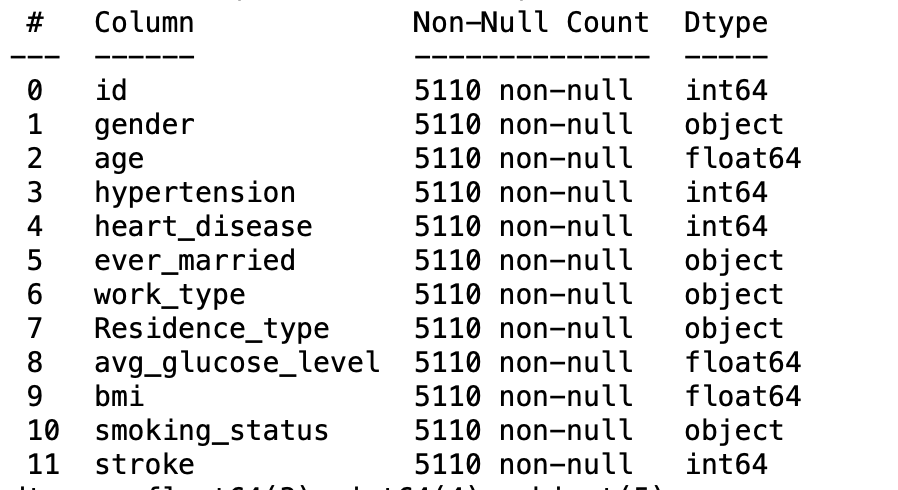 #   Column             Non-Null Count  Dtype
---  ------             --------------  -----
0   id                 5110 non-null   int64
1   gender             5110 non-null   object
2   age                5110 non-null   float64
3   hypertension       5110 non-null   int64
4   heart_disease      5110 non-null   int64
5   ever_married       5110 non-null   object
6   work_type          5110 non-null   object
7   Residence_type     5110 non-null   object
8   avg_glucose_level  5110 non-null   float64
9   bmi                5110 non-null   float64
10  smoking_status     5110 non-null   object
11  stroke             5110 non-null   int64